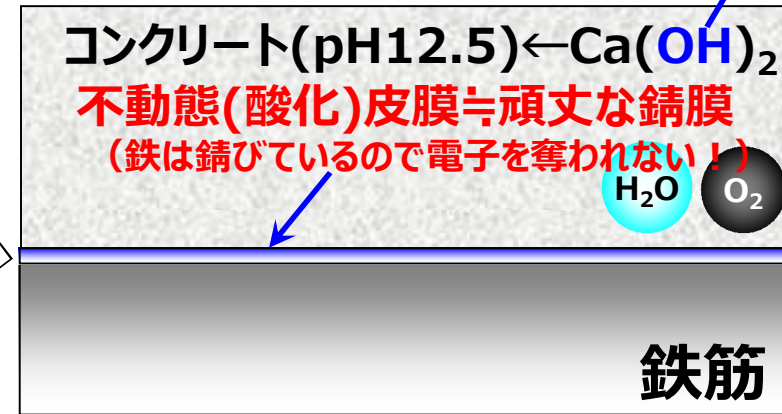 コンクリート(pH12.5)←Ca(OH)₂
不動態(酸化)皮膜≒頑丈な錆膜
（鉄は錆びているので電子を奪われない！）
H₂O O₂
鉄筋